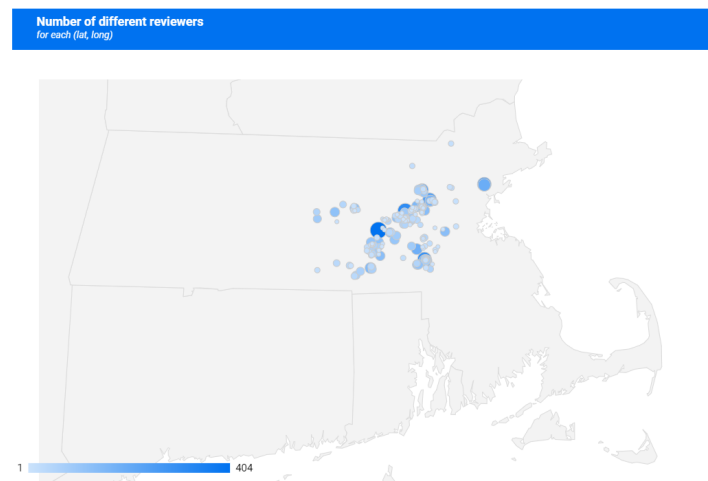 Number of different reviewers
for each (lat, long)
1 404